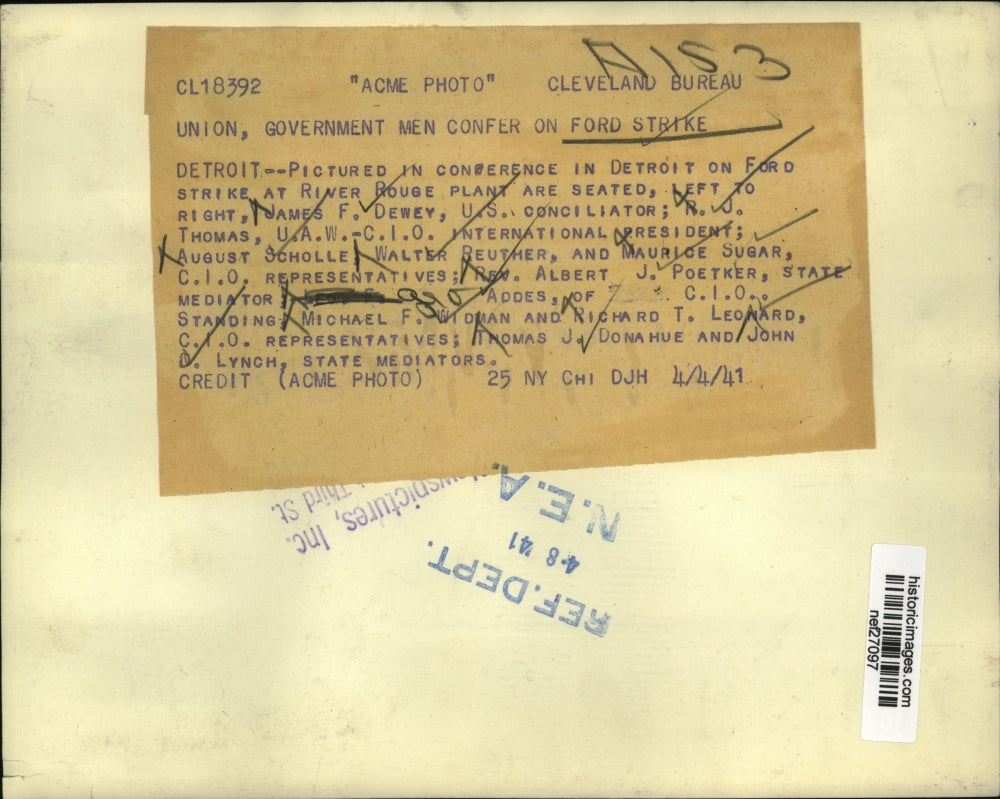 A153
CL18392 "ACME PHOTO" CLEVELAND BUREAU
UNION, GOVERNMENT MEN CONFER ON FORD STRIKE
DETROIT--PICTURED IN CONFERENCE IN DETROIT ON FORD
STRIKE AT RIVER ROUGE PLANT ARE SEATED, LEFT TO
RIGHT, JAMES F. DEWEY, U.S. CONCILIATOR; R. J.
THOMAS, U.A.W.-C.I.O. INTERNATIONAL PRESIDENT;
AUGUST SCHOLLE, WALTER REUTHER, AND MAURICE SUGAR,
C.I.O. REPRESENTATIVES; REV. ALBERT J. POETKER, STATE
MEDIATOR ADDES, OF C.I.O..
STANDING: MICHAEL F. WIDMAN AND RICHARD T. LEONARD,
C.I.O. REPRESENTATIVES; THOMAS J. DONAHUE AND JOHN
D. LYNCH, STATE MEDIATORS.
CREDIT (ACME PHOTO) 25 NY CHI DJH 4/4/41
Third St.
Newspictures, Inc.
N.E.A.
4-8 '41
REF. DEPT.
historicimages.com
nef27097